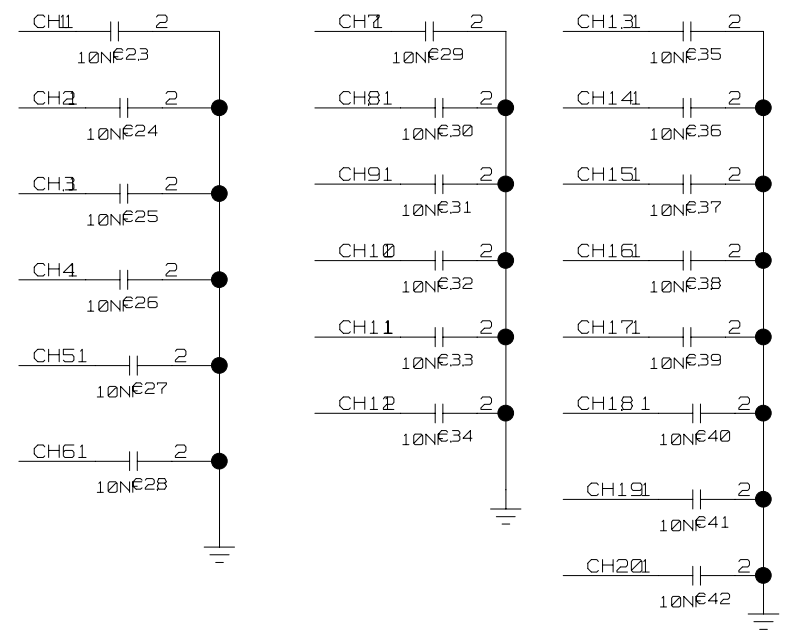 CH1 1 2
10NF C23
CH2 1 2
10NF C24
CH3 1 2
10NF C25
CH4 1 2
10NF C26
CH5 1 2
10NF C27
CH6 1 2
10NF C28
CH7 1 2
10NF C29
CH8 1 2
10NF C30
CH9 1 2
10NF C31
CH10 1 2
10NF C32
CH11 1 2
10NF C33
CH12 1 2
10NF C34
CH13 1 2
10NF C35
CH14 1 2
10NF C36
CH15 1 2
10NF C37
CH16 1 2
10NF C38
CH17 1 2
10NF C39
CH18 1 2
10NF C40
CH19 1 2
10NF C41
CH20 1 2
10NF C42